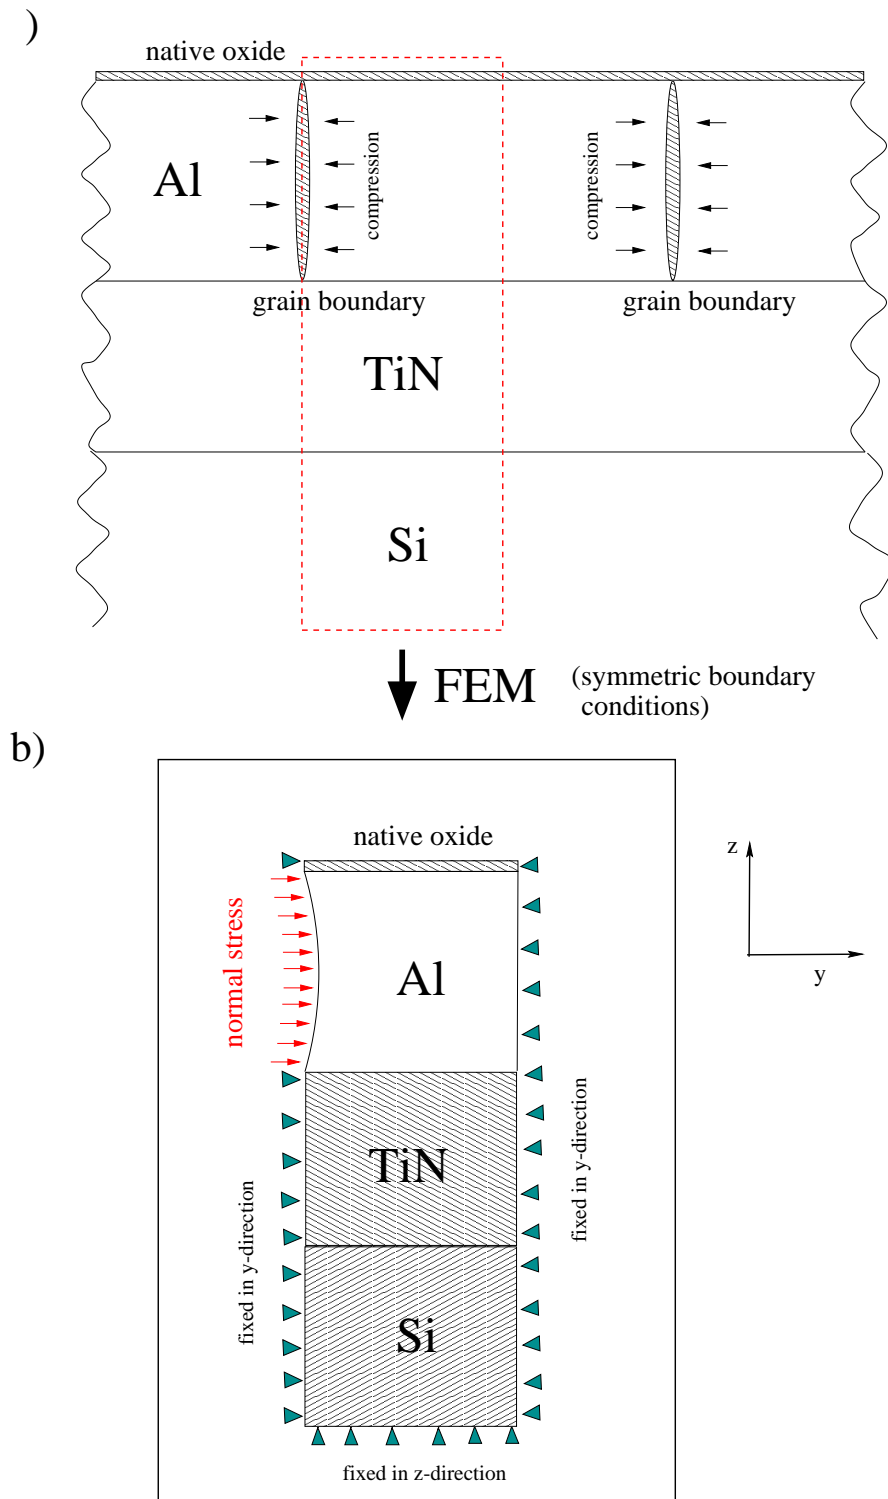 )
native oxide
Al
compression
compression
grain boundary
grain boundary
TiN
Si
FEM
(symmetric boundary
conditions)
b)
native oxide
z
y
normal stress
Al
fixed in y-direction
TiN
fixed in y-direction
Si
fixed in z-direction